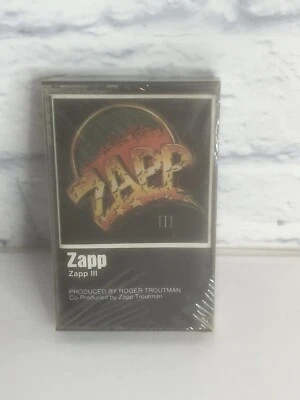 ZAPP
III
Zapp
Zapp III
PRODUCED BY ROGER TROUTMAN
Co-Produced by Zapp Troutman